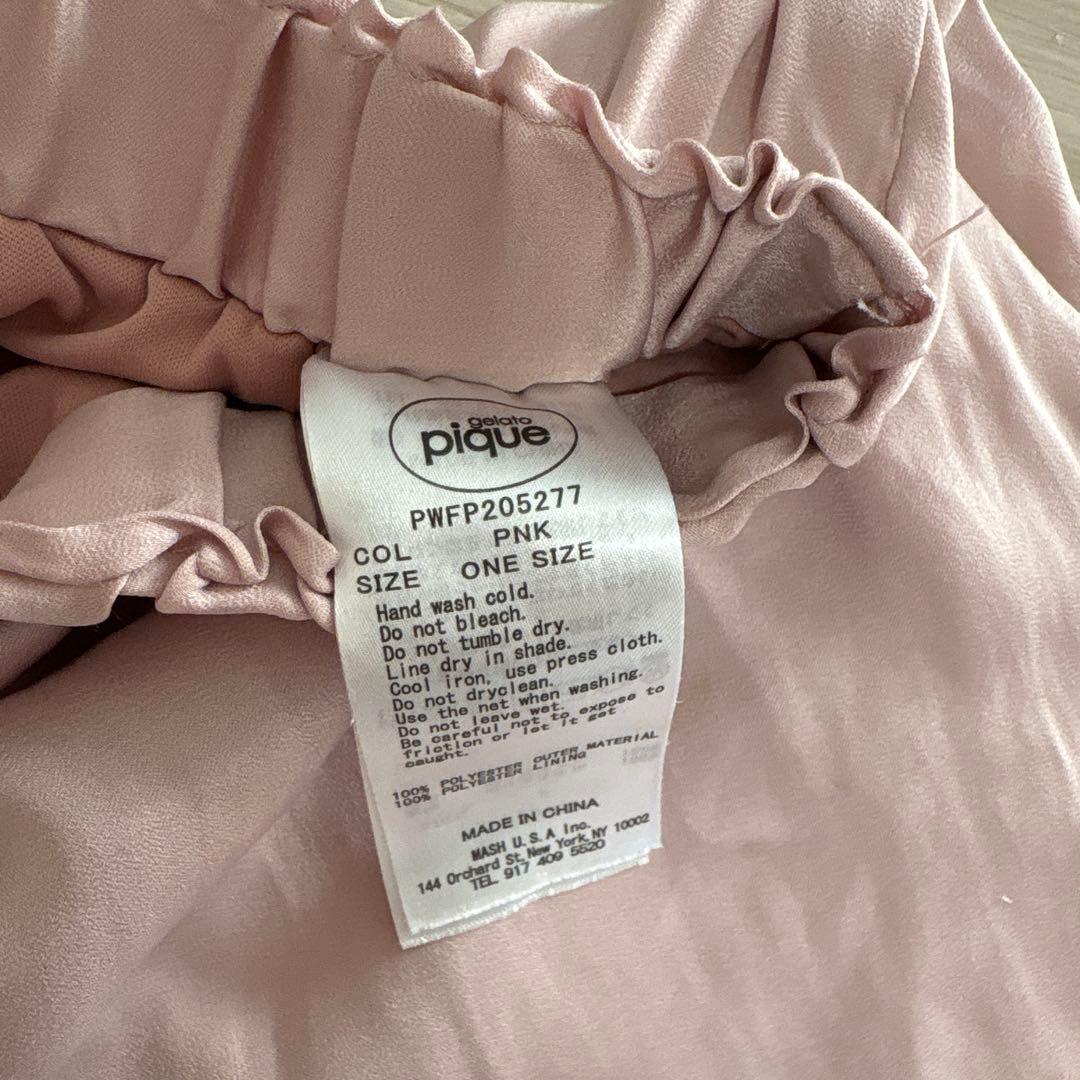 gelato
pique
PWFP205277
COL PNK
SIZE ONE SIZE
Hand wash cold.
Do not bleach.
Do not tumble dry.
Line dry in shade.
Cool iron, use press cloth.
Do not dryclean.
Use the net when washing.
Do not leave wet.
Be careful not to expose to
friction or let it get
caught.
100% POLYESTER OUTER MATERIAL
100% POLYESTER LINING
MADE IN CHINA
MASH U.S.A Inc.
144 Orchard St, New York, NY 10002
TEL 917 409 5520